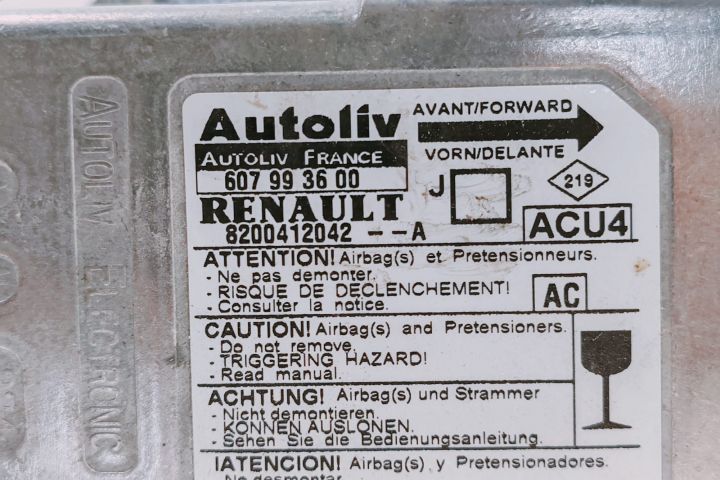 Autoliv
AUTOLIV FRANCE
607 99 36 00
RENAULT
8200412042 --A
AVANT/FORWARD
VORN/DELANTE
J
219
ACU4
ATTENTION! Airbag(s) et Pretensionneurs.
- Ne pas demonter.
- RISQUE DE DECLENCHEMENT!
- Consulter la notice.
AC
CAUTION! Airbag(s) and Pretensioners.
- Do not remove.
- TRIGGERING HAZARD!
- Read manual.
ACHTUNG! Airbag(s) und Strammer
- Nicht demontieren.
- KONNEN AUSLONEN.
- Sehen Sie die Bedienungsanleitung.
IATENCION! Airbag(s) y Pretensionadores.
- No desmontar
AUTOLIV ELECTRONIC